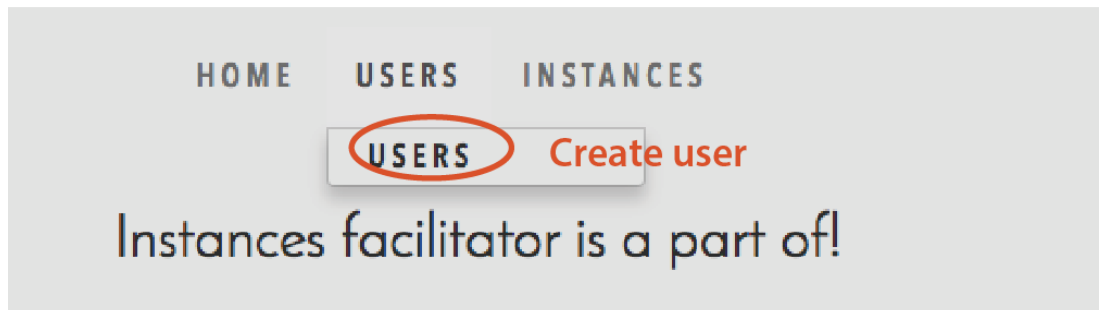 HOME USERS INSTANCES
USERS Create user
Instances facilitator is a part of!